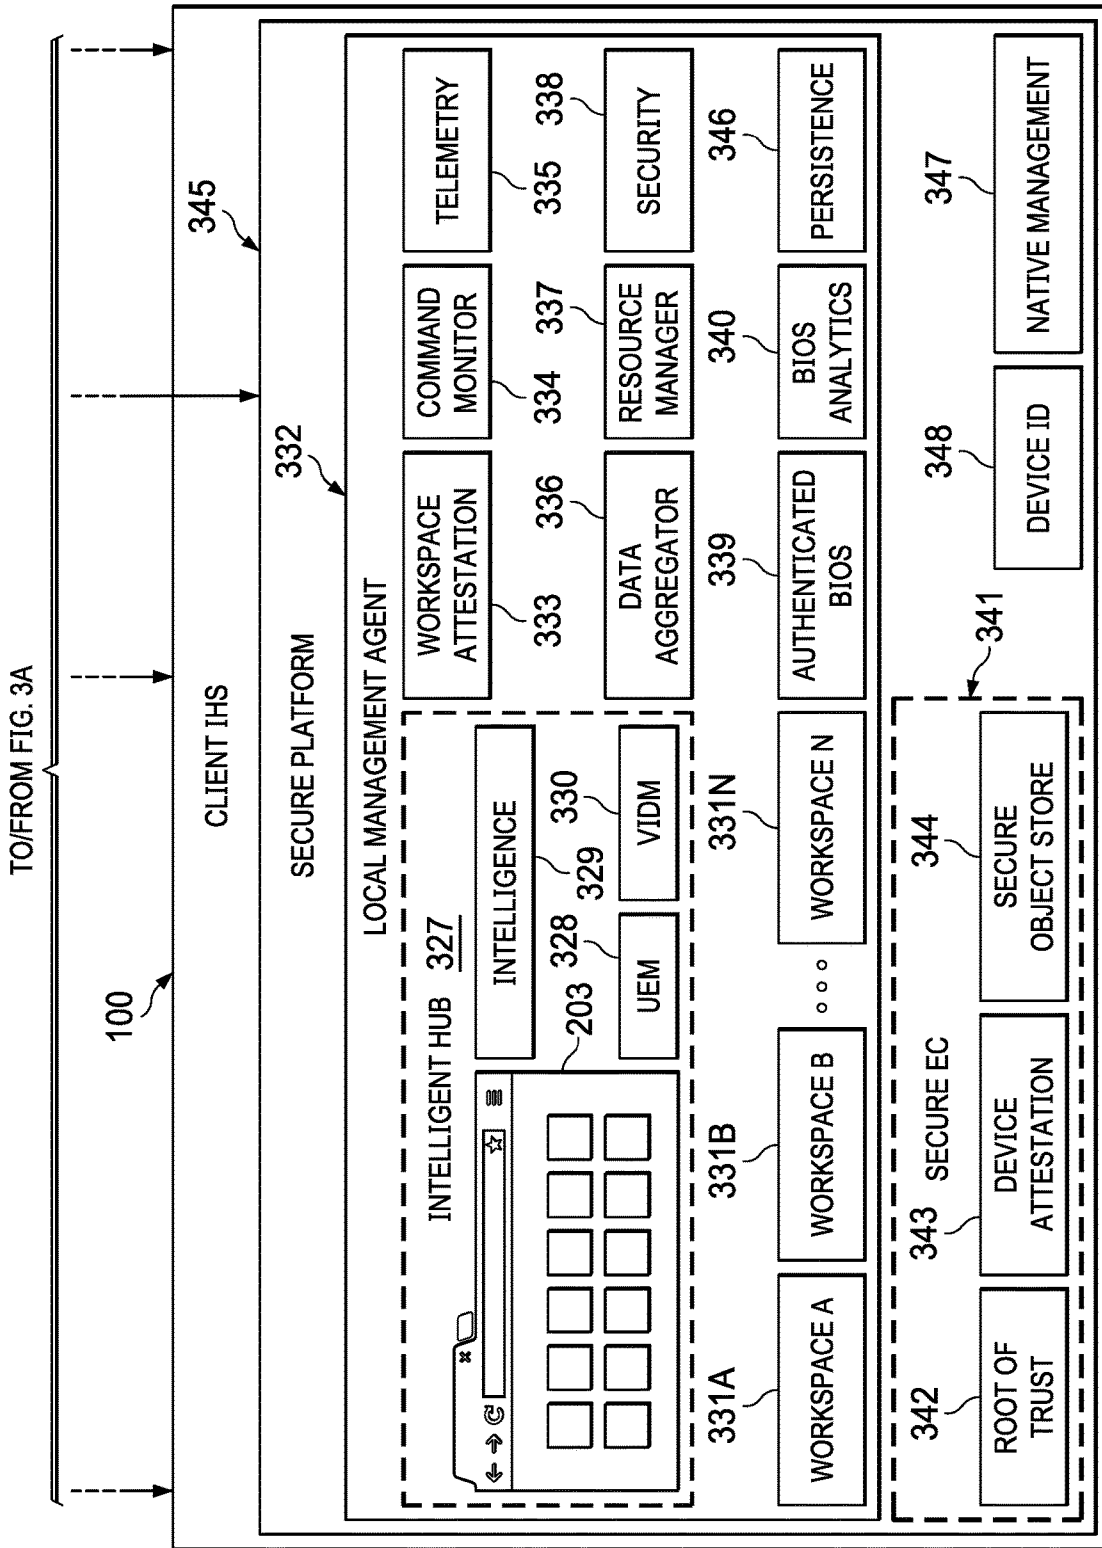 TO/FROM FIG. 3A
100
CLIENT IHS
345
SECURE PLATFORM
332
LOCAL MANAGEMENT AGENT
INTELLIGENT HUB 327
INTELLIGENCE
329
203
328
UEM
330
VIDM
WORKSPACE
ATTESTATION
333
COMMAND
MONITOR
334
TELEMETRY
335
336
DATA
AGGREGATOR
337
RESOURCE
MANAGER
338
SECURITY
331A
WORKSPACE A
331B
WORKSPACE B
331N
WORKSPACE N
339
AUTHENTICATED
BIOS
340
BIOS
ANALYTICS
346
PERSISTENCE
341
SECURE EC
342
ROOT OF
TRUST
343
DEVICE
ATTESTATION
344
SECURE
OBJECT STORE
348
DEVICE ID
347
NATIVE MANAGEMENT